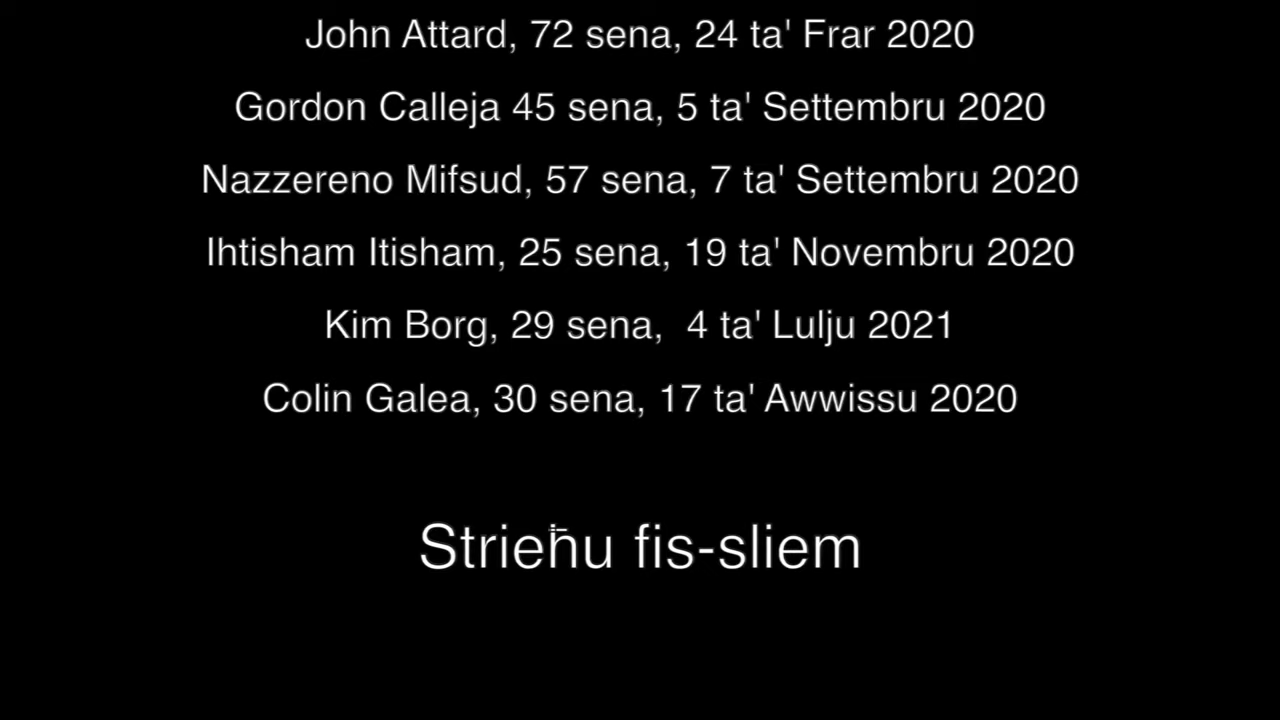 John Attard, 72 sena, 24 ta' Frar 2020
Gordon Calleja 45 sena, 5 ta' Settembru 2020
Nazzereno Mifsud, 57 sena, 7 ta' Settembru 2020
Ihtisham Itisham, 25 sena, 19 ta' Novembru 2020
Kim Borg, 29 sena,  4 ta' Lulju 2021
Colin Galea, 30 sena, 17 ta' Awwissu 2020
Strieħu fis-sliem